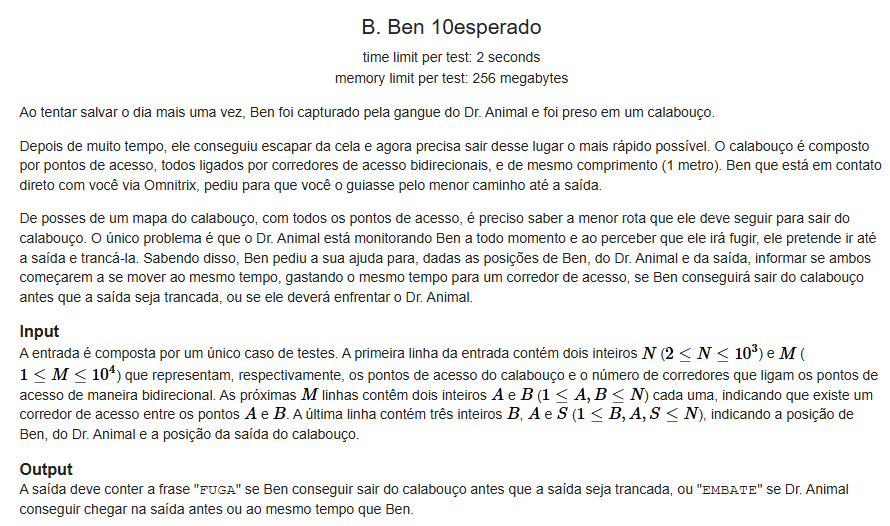 B. Ben 10esperado
time limit per test: 2 seconds
memory limit per test: 256 megabytes
Ao tentar salvar o dia mais uma vez, Ben foi capturado pela gangue do Dr. Animal e foi preso em um calabouço.
Depois de muito tempo, ele conseguiu escapar da cela e agora precisa sair desse lugar o mais rápido possível. O calabouço é composto
por pontos de acesso, todos ligados por corredores de acesso bidirecionais, e de mesmo comprimento (1 metro). Ben que está em contato
direto com você via Omnitrix, pediu para que você o guiasse pelo menor caminho até a saída.
De posses de um mapa do calabouço, com todos os pontos de acesso, é preciso saber a menor rota que ele deve seguir para sair do
calabouço. O único problema é que o Dr. Animal está monitorando Ben a todo momento e ao perceber que ele irá fugir, ele pretende ir até
a saída e trancá-la. Sabendo disso, Ben pediu a sua ajuda para, dadas as posições de Ben, do Dr. Animal e da saída, informar se ambos
começarem a se mover ao mesmo tempo, gastando o mesmo tempo para um corredor de acesso, se Ben conseguirá sair do calabouço
antes que a saída seja trancada, ou se ele deverá enfrentar o Dr. Animal.
Input
A entrada é composta por um único caso de testes. A primeira linha da entrada contém dois inteiros N (2 ≤ N ≤ 10³) e M (
1 ≤ M ≤ 10⁴) que representam, respectivamente, os pontos de acesso do calabouço e o número de corredores que ligam os pontos de
acesso de maneira bidirecional. As próximas M linhas contêm dois inteiros A e B (1 ≤ A, B ≤ N) cada uma, indicando que existe um
corredor de acesso entre os pontos A e B. A última linha contém três inteiros B, A e S (1 ≤ B, A, S ≤ N), indicando a posição de
Ben, do Dr. Animal e a posição da saída do calabouço.
Output
A saída deve conter a frase "FUGA" se Ben conseguir sair do calabouço antes que a saída seja trancada, ou "EMBATE" se Dr. Animal
conseguir chegar na saída antes ou ao mesmo tempo que Ben.